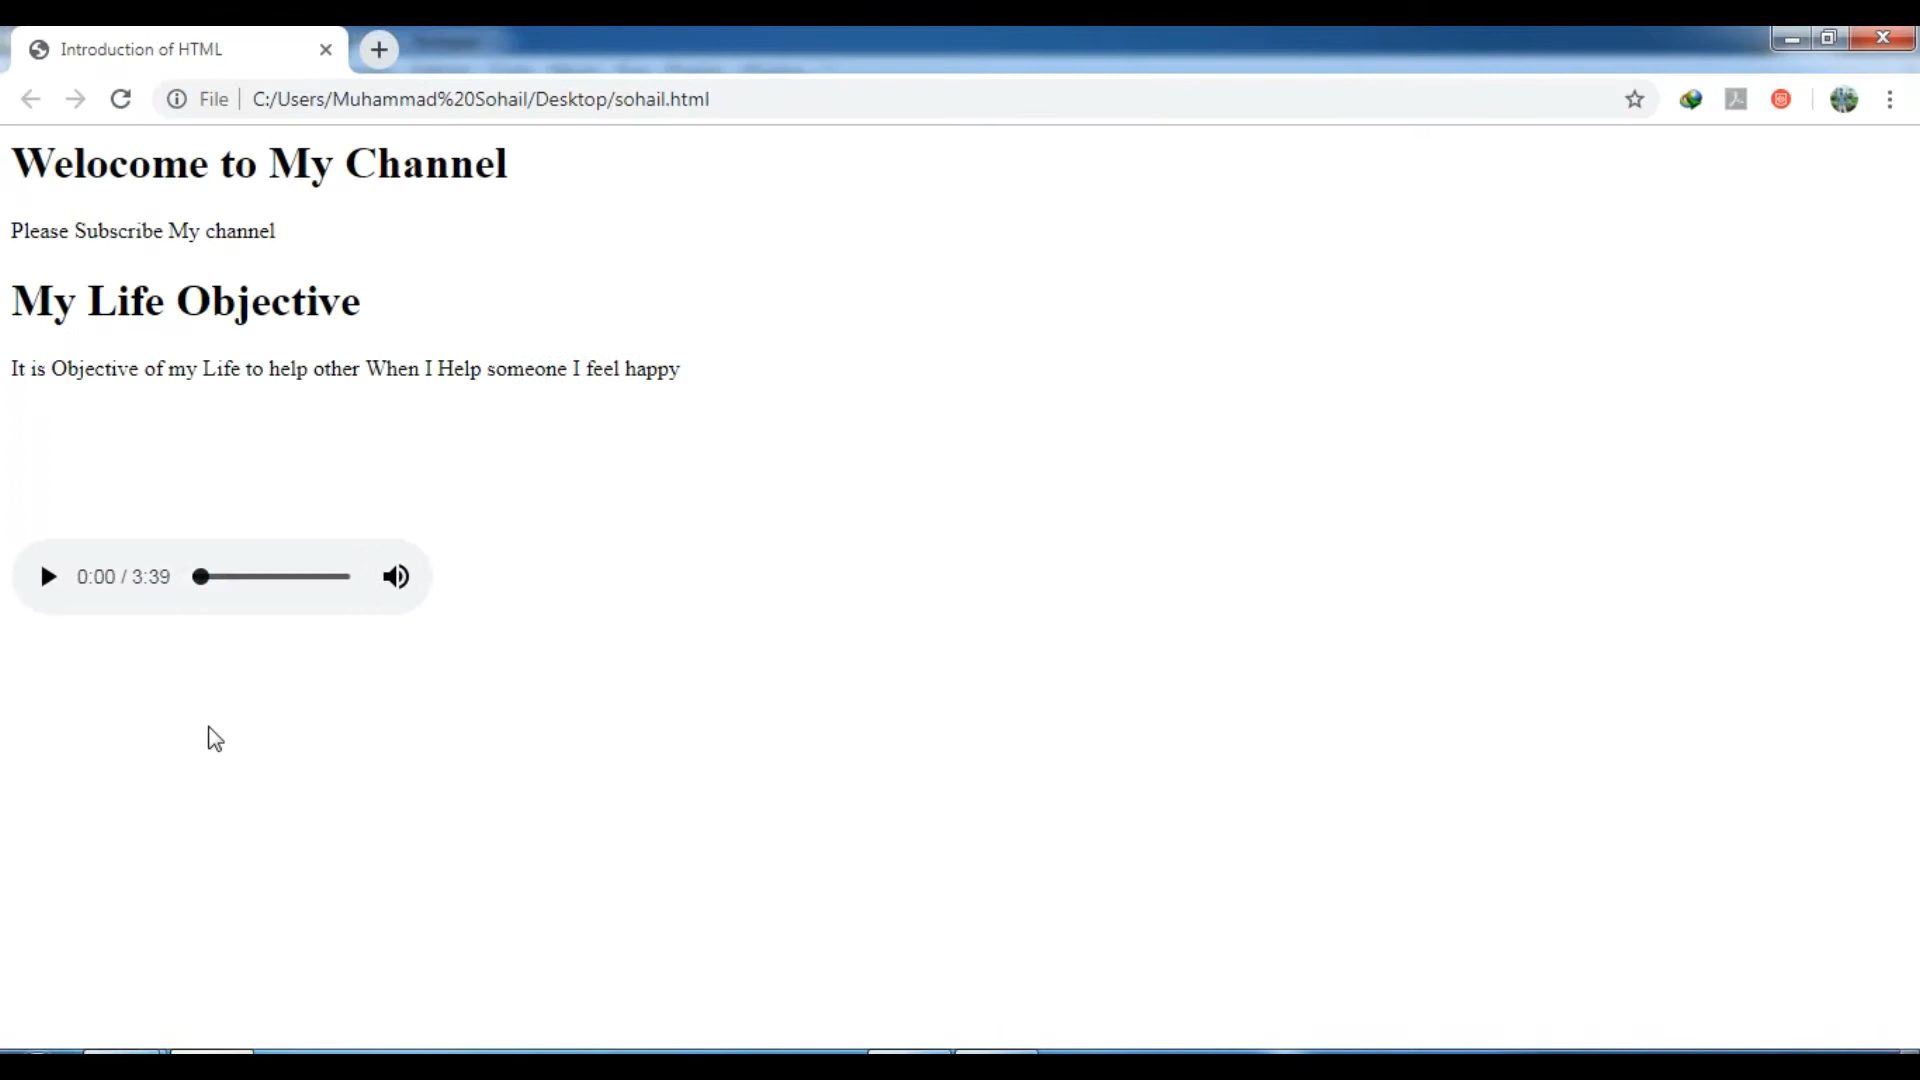 Introduction of HTML
File
C:/Users/Muhammad%20Sohail/Desktop/sohail.html
Welocome to My Channel
Please Subscribe My channel
My Life Objective
It is Objective of my Life to help other When I Help someone I feel happy
0:00 / 3:39